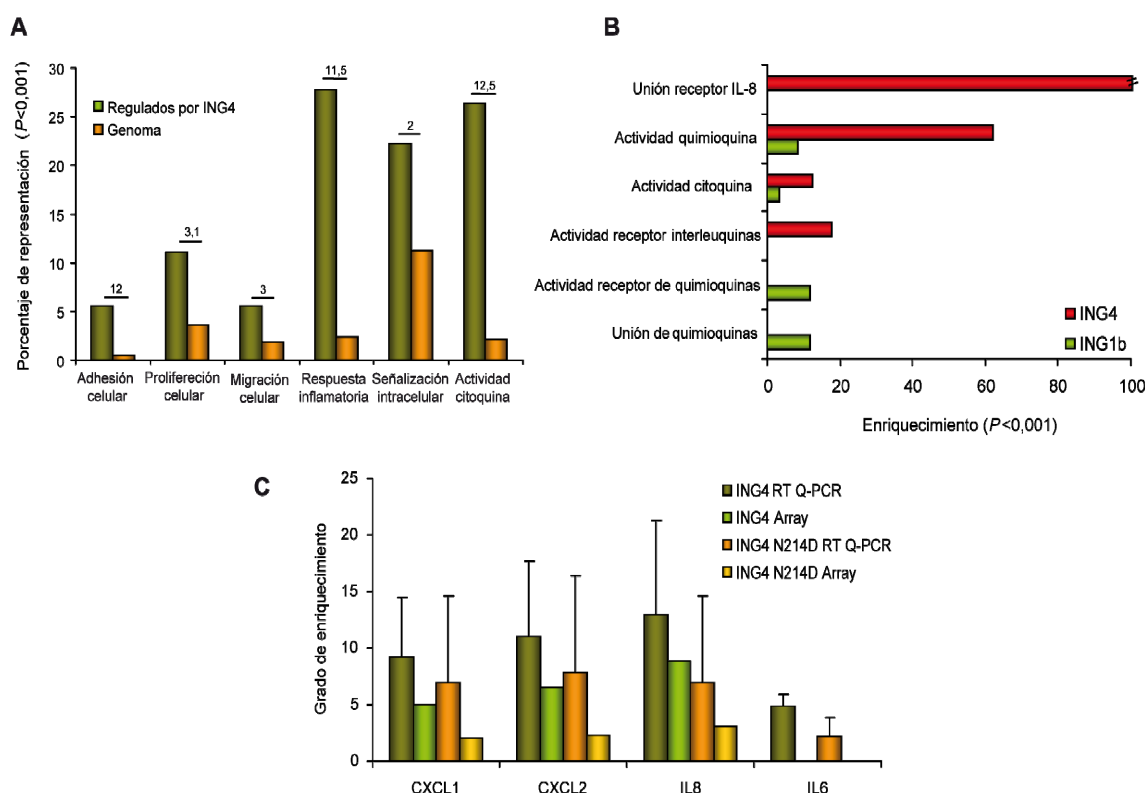 A
Porcentaje de representación (P<0,001)
30
25
20
15
10
5
0
Regulados por ING4
Genoma
12
3,1
3
11,5
2
12,5
Adhesión
celular
Prolifereción
celular
Migración
celular
Respuesta
inflamatoria
Señalización
intracelular
Actividad
citoquina
B
Unión receptor IL-8
Actividad quimioquina
Actividad citoquina
Actividad receptor interleuquinas
Actividad receptor de quimioquinas
Unión de quimioquinas
ING4
ING1b
0 20 40 60 80 100
Enriquecimiento (P<0,001)
C
Grado de enriquecimiento
25
20
15
10
5
0
ING4 RT Q-PCR
ING4 Array
ING4 N214D RT Q-PCR
ING4 N214D Array
CXCL1 CXCL2 IL8 IL6